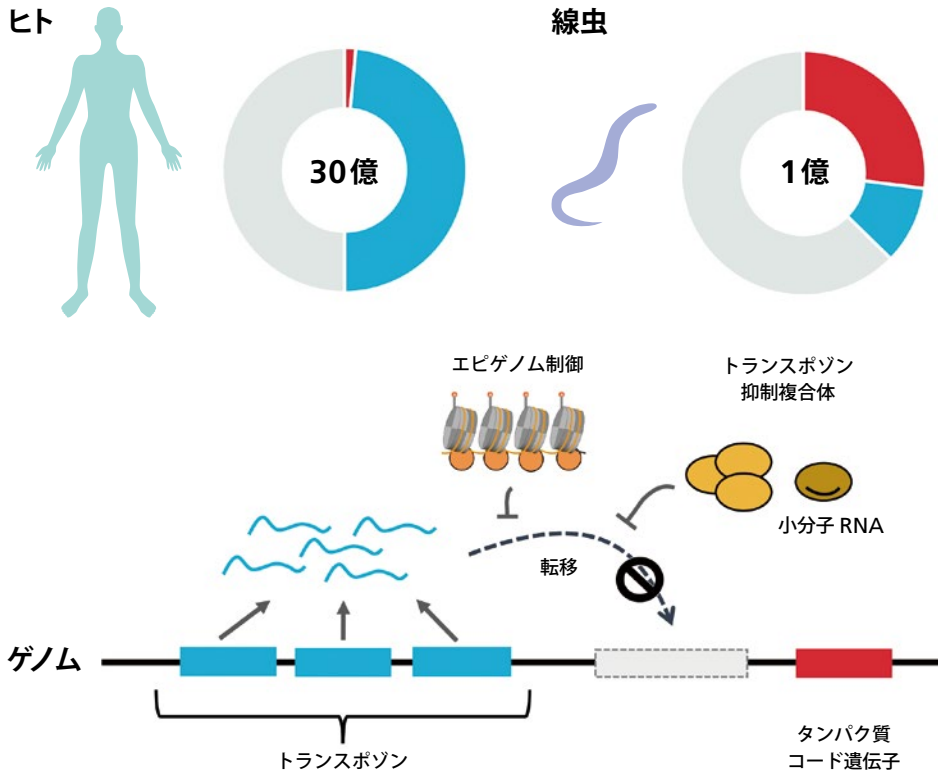 ヒト
線虫
30億
1億
エピゲノム制御
トランスポゾン
抑制複合体
小分子 RNA
転移
ゲノム
トランスポゾン
タンパク質
コード遺伝子